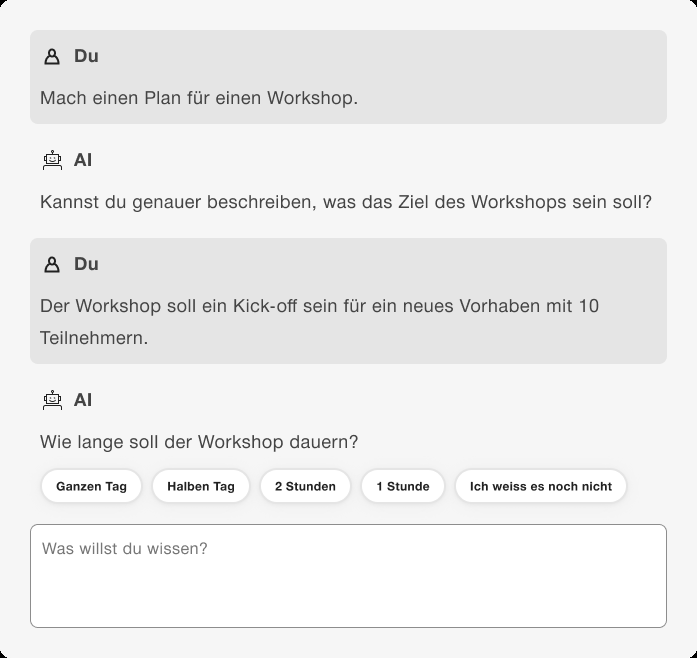 Du
Mach einen Plan für einen Workshop.
AI
Kannst du genauer beschreiben, was das Ziel des Workshops sein soll?
Du
Der Workshop soll ein Kick-off sein für ein neues Vorhaben mit 10
Teilnehmern.
AI
Wie lange soll der Workshop dauern?
Ganzen Tag Halben Tag 2 Stunden 1 Stunde Ich weiss es noch nicht
Was willst du wissen?